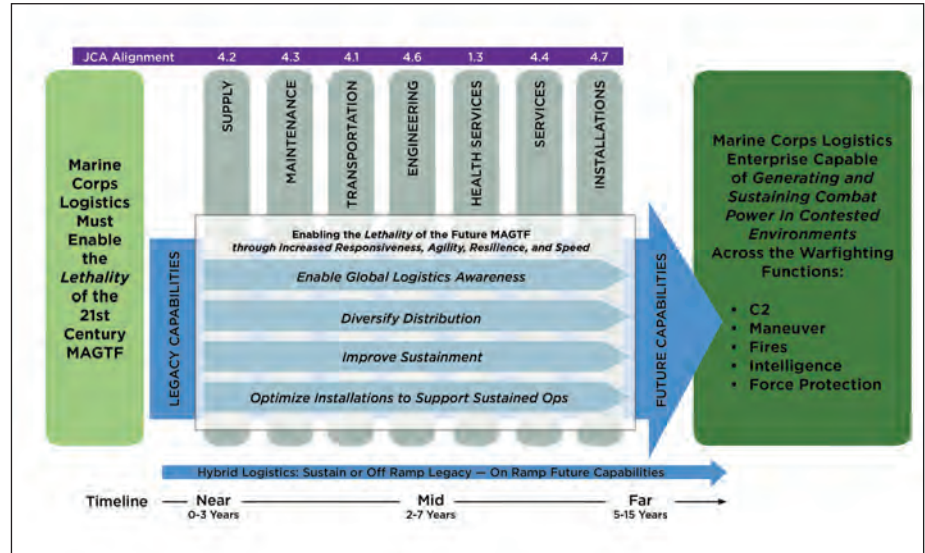 JCA Alignment 4.2 4.3 4.1 4.6 1.3 4.4 4.7
SUPPLY
MAINTENANCE
TRANSPORTATION
ENGINEERING
HEALTH SERVICES
SERVICES
INSTALLATIONS
Marine
Corps
Logistics
Must
Enable
the
Lethality
of the
21st
Century
MAGTF
LEGACY CAPABILITIES
Enabling the Lethality of the Future MAGTF
through Increased Responsiveness, Agility, Resilience, and Speed
Enable Global Logistics Awareness
Diversify Distribution
Improve Sustainment
Optimize Installations to Support Sustained Ops
FUTURE CAPABILITIES
Marine Corps Logistics
Enterprise Capable
of Generating and
Sustaining Combat
Power in Contested
Environments
Across the Warfighting
Functions:
• C2
• Maneuver
• Fires
• Intelligence
• Force Protection
Hybrid Logistics: Sustain or Off Ramp Legacy — On Ramp Future Capabilities
Timeline Near Mid Far
0-3 Years 2-7 Years 5-15 Years